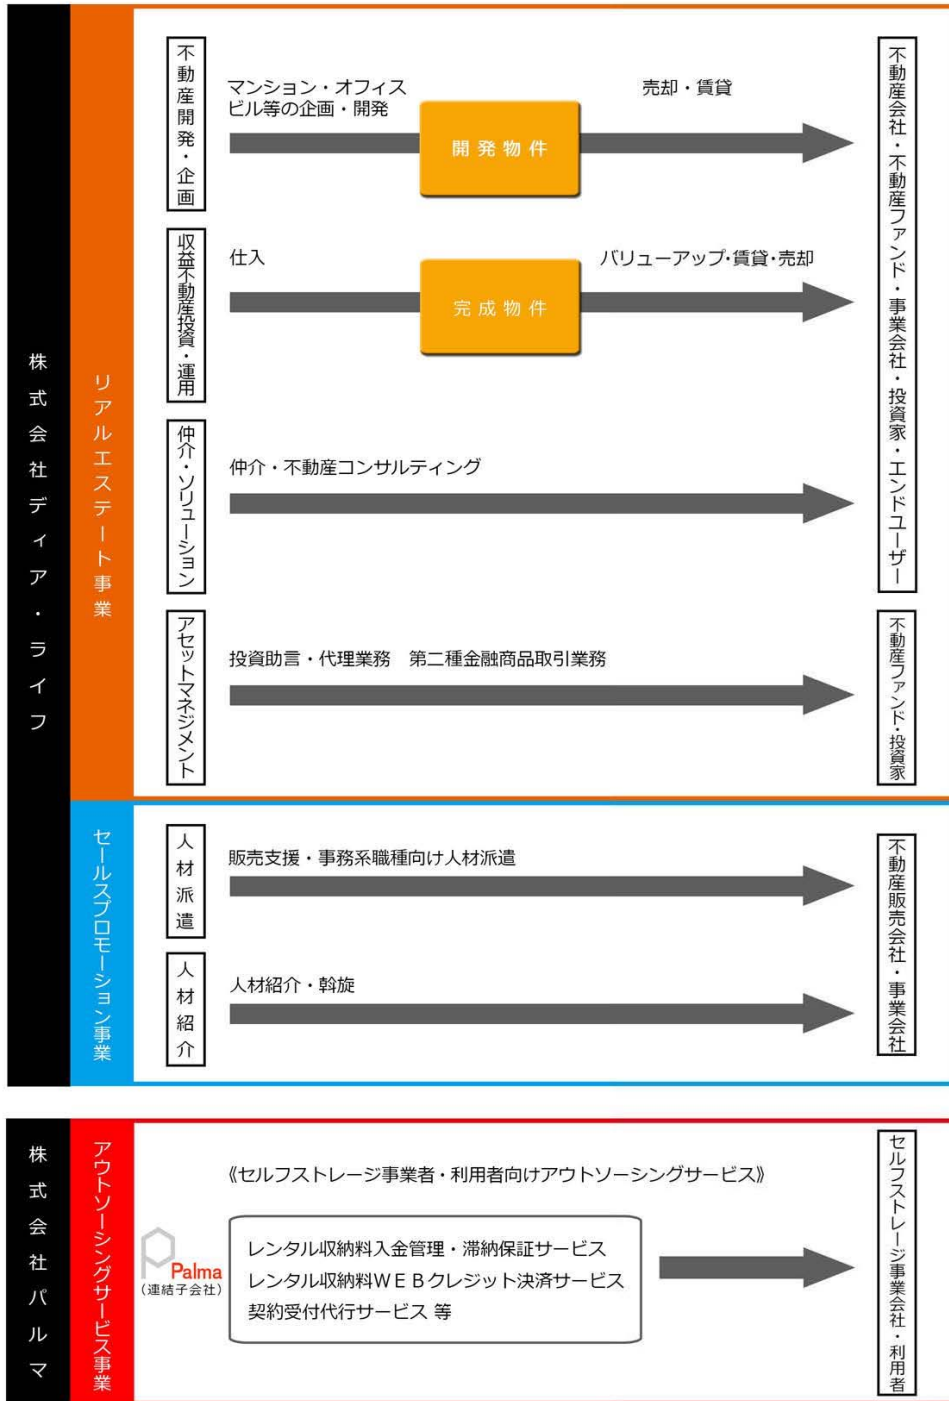 株式会社ディア・ライフ
リアルエステート事業
不動産開発・企画
マンション・オフィス
ビル等の企画・開発
開発物件
売却・賃貸
収益不動産投資・運用
仕入
完成物件
バリューアップ・賃貸・売却
仲介・ソリューション
仲介・不動産コンサルティング
不動産会社・不動産ファンド・事業会社・投資家・エンドユーザー
アセットマネジメント
投資助言・代理業務 第二種金融商品取引業務
不動産ファンド・投資家
セールスプロモーション事業
人材派遣
販売支援・事務系職種向け人材派遣
人材紹介
人材紹介・斡旋
不動産販売会社・事業会社
株式会社パルマ
アウトソーシングサービス事業
《セルフストレージ事業者・利用者向けアウトソーシングサービス》
Palma
(連結子会社)
レンタル収納料入金管理・滞納保証サービス
レンタル収納料WEBクレジット決済サービス
契約受付代行サービス 等
セルフストレージ事業会社・利用者